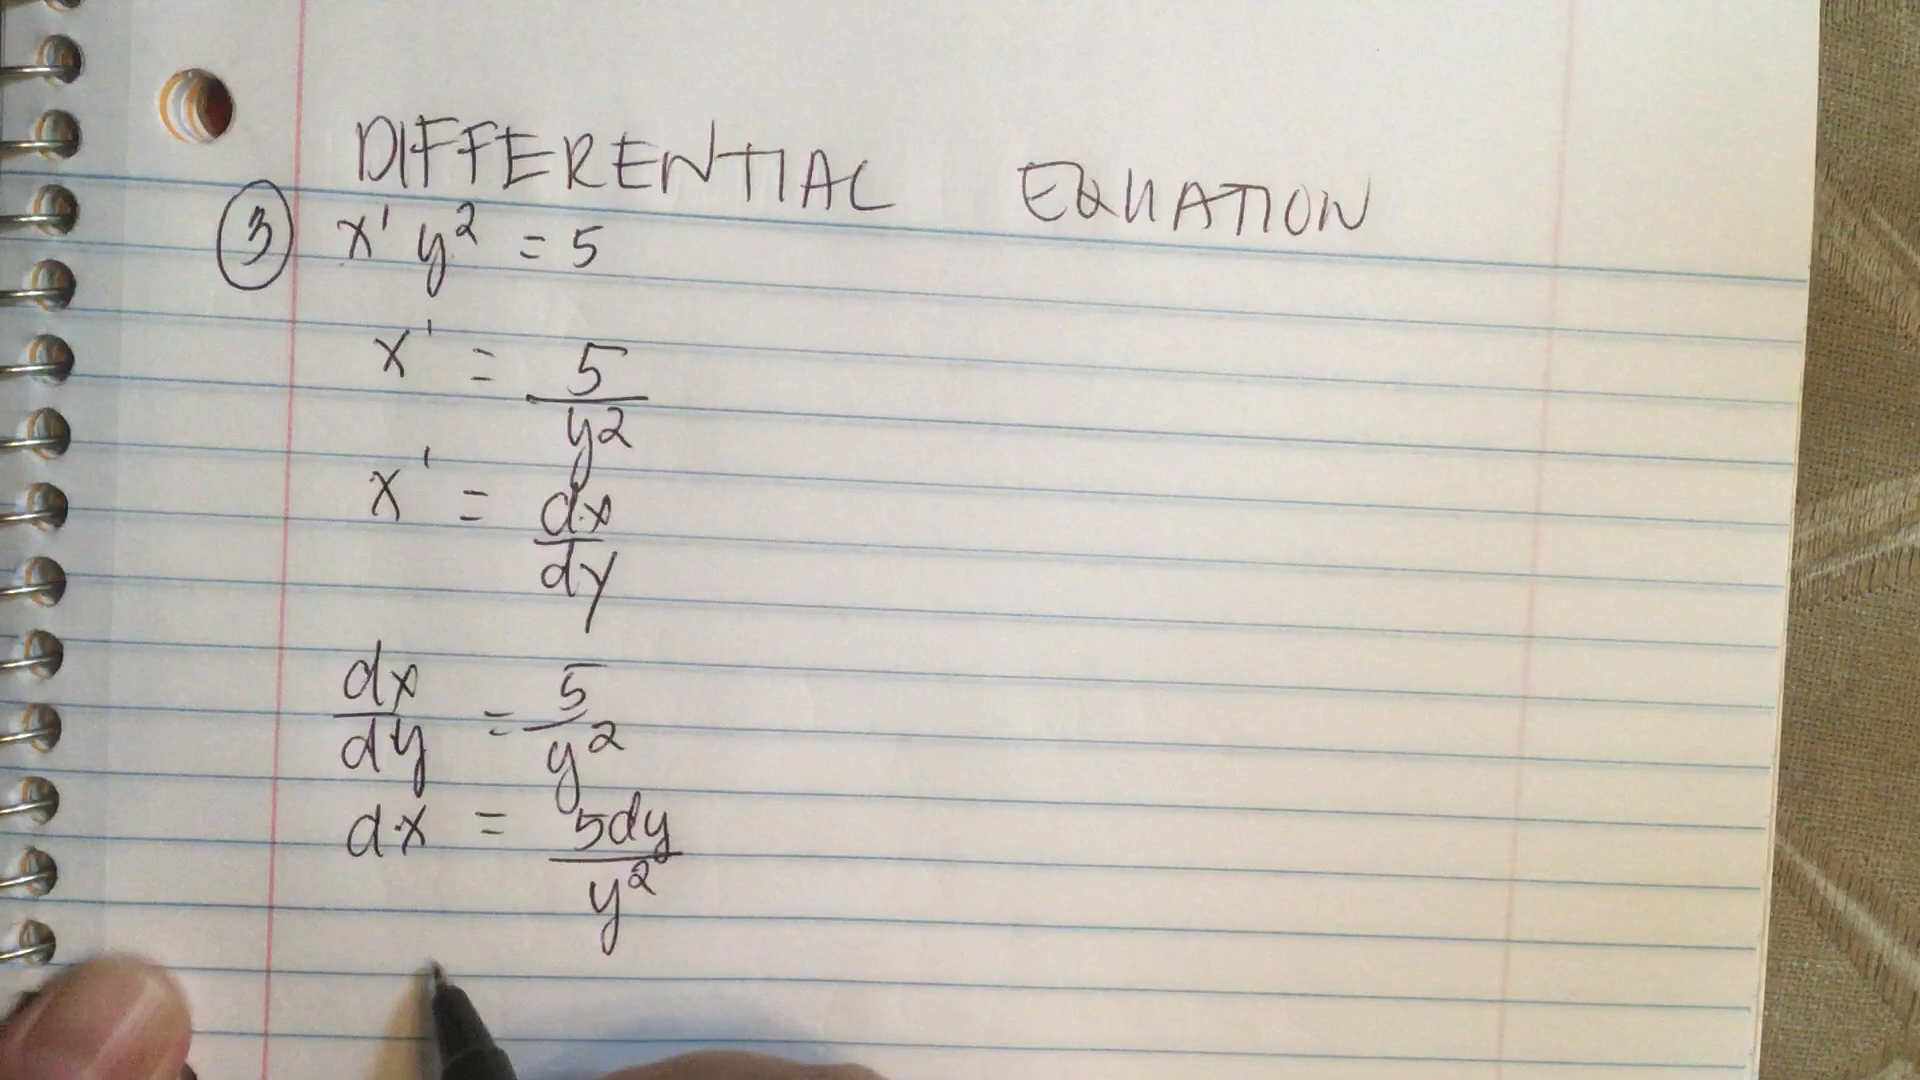 DIFFERENTIAL EQUATION
③ x' y² = 5
x' = 5/y²
x' = dx/dy
dx/dy = 5/y²
dx = 5dy/y²